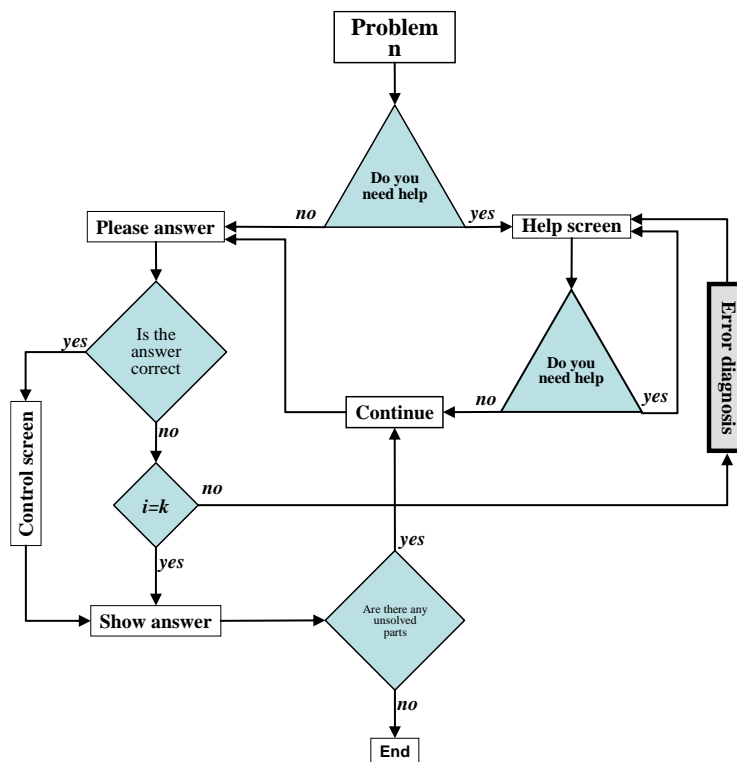 Problem
n
Do you
need help
no
yes
Please answer
Help screen
Is the
answer
correct
yes
no
Do you
need help
no
yes
Continue
Error diagnosis
Control screen
i=k
no
yes
Show answer
Are there any
unsolved
parts
yes
no
End